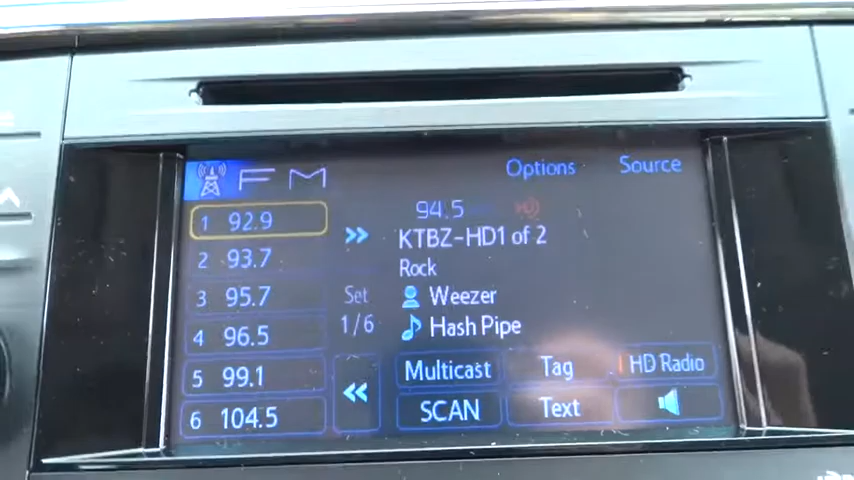 FM
Options
Source
1 92.9
2 93.7
3 95.7
4 96.5
5 99.1
6 104.5
Set
1/6
94.5
KTBZ-HD1 of 2
Rock
WEEZER
Hash Pipe
Multicast
Tag
HD Radio
SCAN
Text